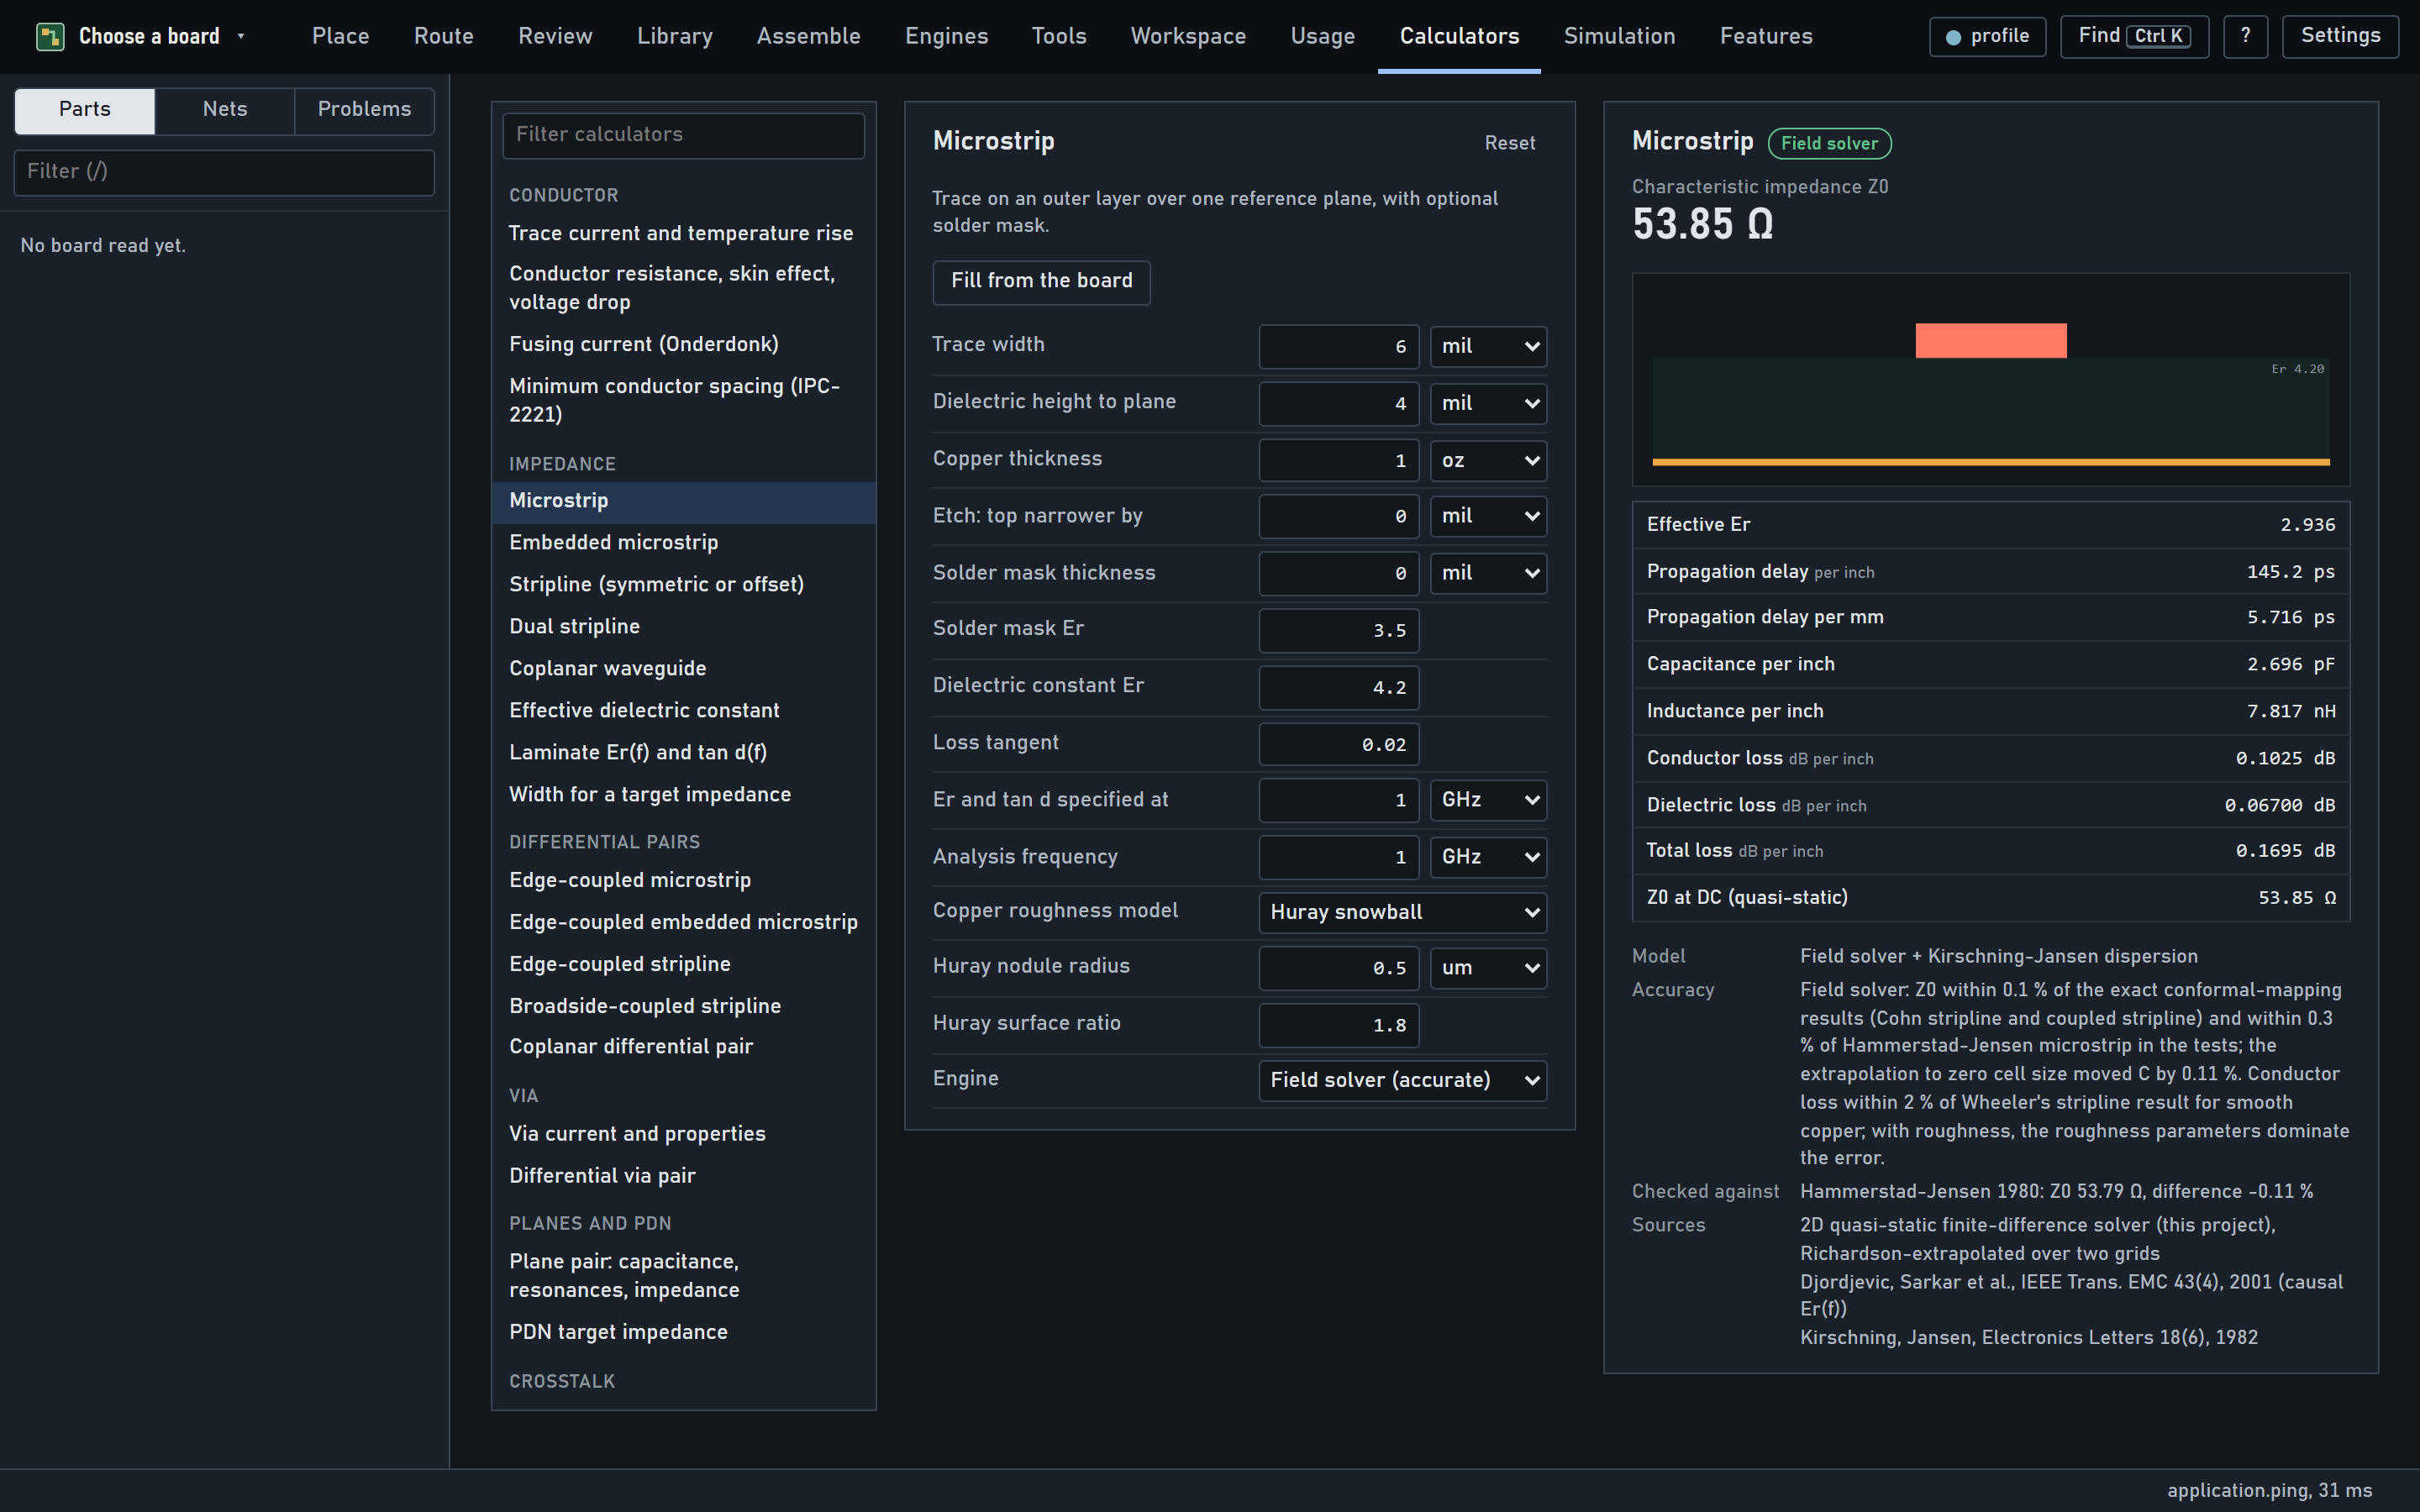 Choose a board
Place
Route
Review
Library
Assemble
Engines
Tools
Workspace
Usage
Calculators
Simulation
Features
profile
Find Ctrl K
?
Settings
Parts
Nets
Problems
Filter (/)
No board read yet.
Filter calculators
CONDUCTOR
Trace current and temperature rise
Conductor resistance, skin effect,
voltage drop
Fusing current (Onderdonk)
Minimum conductor spacing (IPC-
2221)
IMPEDANCE
Microstrip
Embedded microstrip
Stripline (symmetric or offset)
Dual stripline
Coplanar waveguide
Effective dielectric constant
Laminate Er(f) and tan d(f)
Width for a target impedance
DIFFERENTIAL PAIRS
Edge-coupled microstrip
Edge-coupled embedded microstrip
Edge-coupled stripline
Broadside-coupled stripline
Coplanar differential pair
VIA
Via current and properties
Differential via pair
PLANES AND PDN
Plane pair: capacitance,
resonances, impedance
PDN target impedance
CROSSTALK
Microstrip
Reset
Trace on an outer layer over one reference plane, with optional
solder mask.
Fill from the board
Trace width 6 mil
Dielectric height to plane 4 mil
Copper thickness 1 oz
Etch: top narrower by 0 mil
Solder mask thickness 0 mil
Solder mask Er 3.5
Dielectric constant Er 4.2
Loss tangent 0.02
Er and tan d specified at 1 GHz
Analysis frequency 1 GHz
Copper roughness model Huray snowball
Huray nodule radius 0.5 um
Huray surface ratio 1.8
Engine Field solver (accurate)
Microstrip Field solver
Characteristic impedance Z0
53.85 Ω
Er 4.20
Effective Er 2.936
Propagation delay per inch 145.2 ps
Propagation delay per mm 5.716 ps
Capacitance per inch 2.696 pF
Inductance per inch 7.817 nH
Conductor loss dB per inch 0.1025 dB
Dielectric loss dB per inch 0.06700 dB
Total loss dB per inch 0.1695 dB
Z0 at DC (quasi-static) 53.85 Ω
Model Field solver + Kirschning-Jansen dispersion
Accuracy Field solver: Z0 within 0.1 % of the exact conformal-mapping
results (Cohn stripline and coupled stripline) and within 0.3
% of Hammerstad-Jensen microstrip in the tests; the
extrapolation to zero cell size moved C by 0.11 %. Conductor
loss within 2 % of Wheeler's stripline result for smooth
copper; with roughness, the roughness parameters dominate
the error.
Checked against Hammerstad-Jensen 1980: Z0 53.79 Ω, difference -0.11 %
Sources 2D quasi-static finite-difference solver (this project),
Richardson-extrapolated over two grids
Djordjevic, Sarkar et al., IEEE Trans. EMC 43(4), 2001 (causal
Er(f))
Kirschning, Jansen, Electronics Letters 18(6), 1982
application.ping, 31 ms